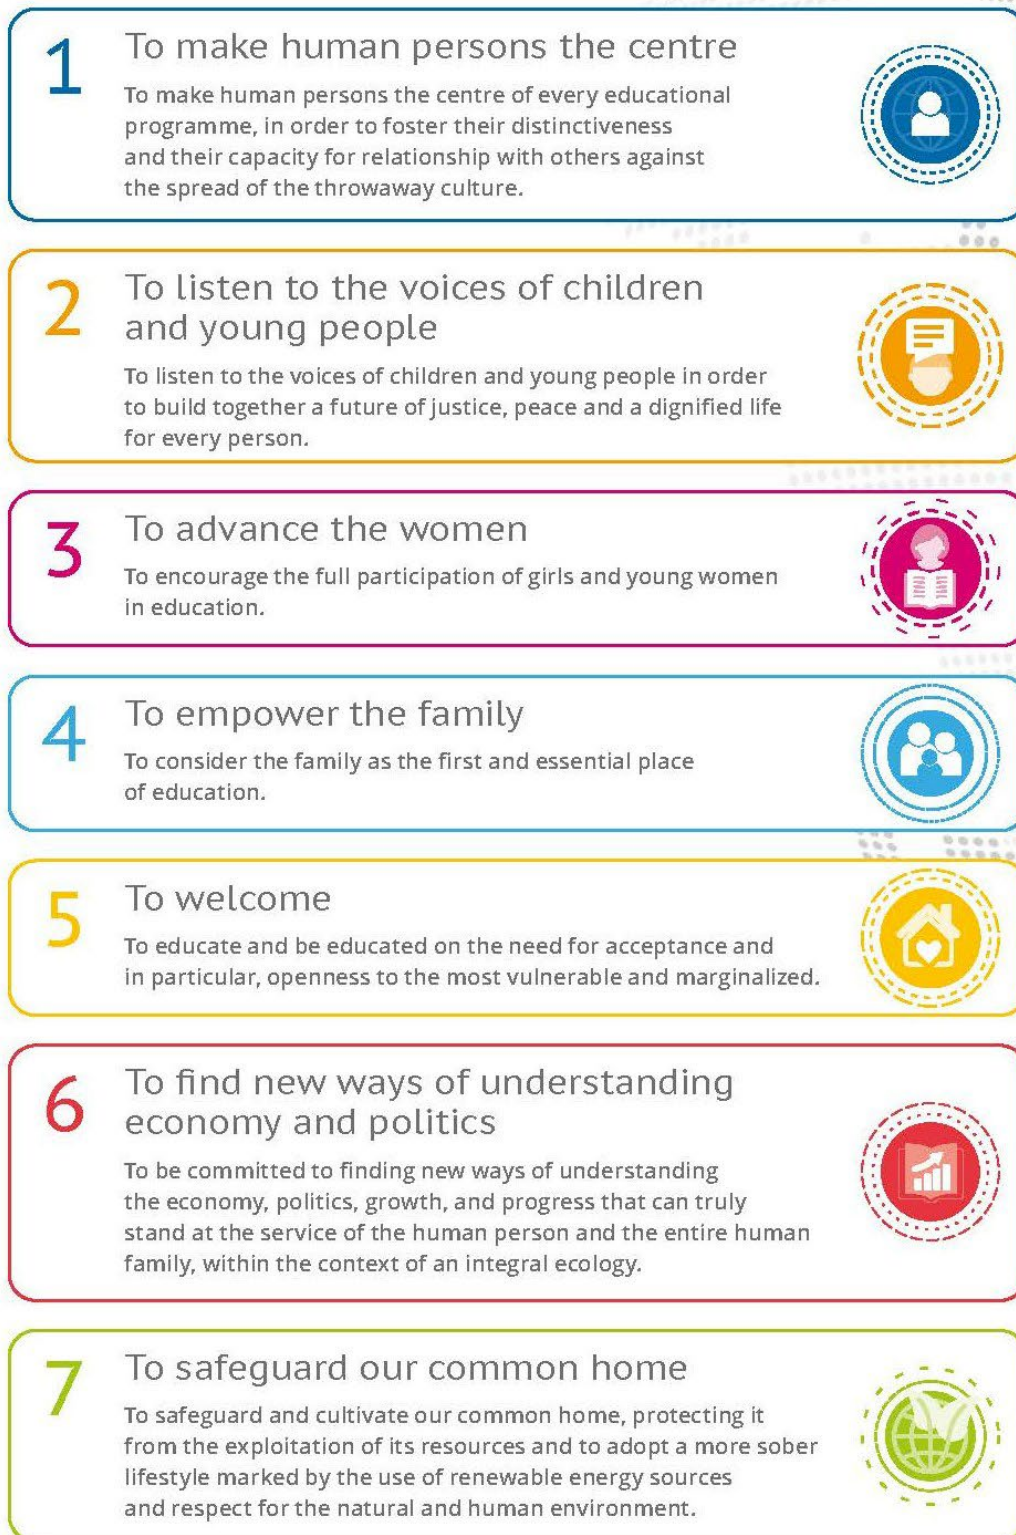 1
To make human persons the centre
To make human persons the centre of every educational
programme, in order to foster their distinctiveness
and their capacity for relationship with others against
the spread of the throwaway culture.
2
To listen to the voices of children
and young people
To listen to the voices of children and young people in order
to build together a future of justice, peace and a dignified life
for every person.
3
To advance the women
To encourage the full participation of girls and young women
in education.
4
To empower the family
To consider the family as the first and essential place
of education.
5
To welcome
To educate and be educated on the need for acceptance and
in particular, openness to the most vulnerable and marginalized.
6
To find new ways of understanding
economy and politics
To be committed to finding new ways of understanding
the economy, politics, growth, and progress that can truly
stand at the service of the human person and the entire human
family, within the context of an integral ecology.
7
To safeguard our common home
To safeguard and cultivate our common home, protecting it
from the exploitation of its resources and to adopt a more sober
lifestyle marked by the use of renewable energy sources
and respect for the natural and human environment.